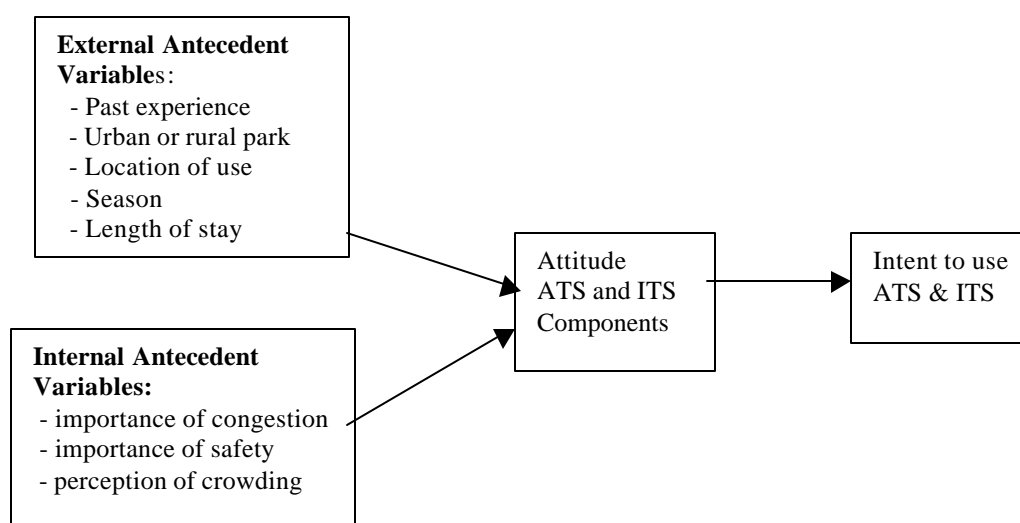 External Antecedent
Variables:
- Past experience
- Urban or rural park
- Location of use
- Season
- Length of stay
Attitude
ATS and ITS
Components
Intent to use
ATS & ITS
Internal Antecedent
Variables:
- importance of congestion
- importance of safety
- perception of crowding